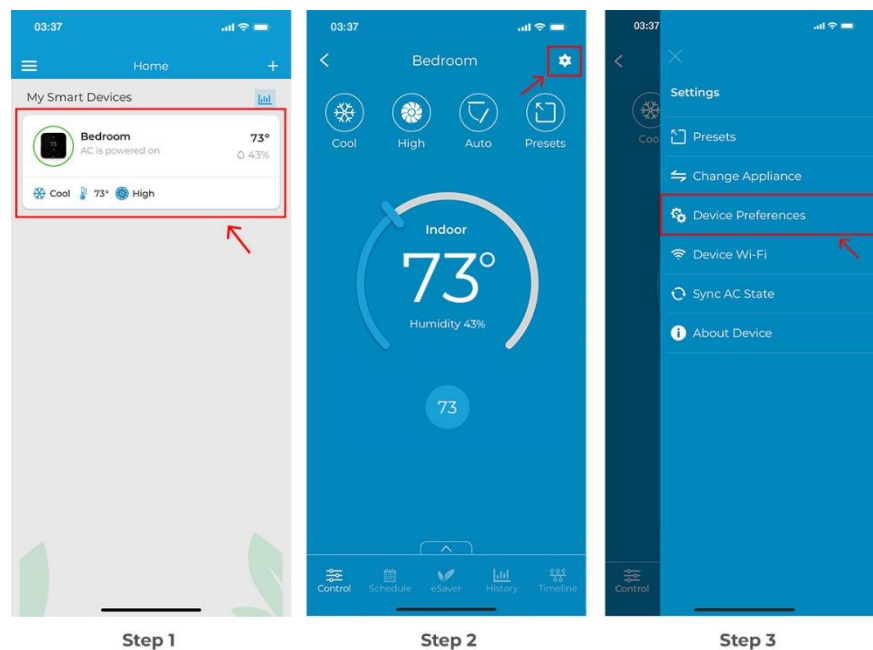 03:37
Home
My Smart Devices
Bedroom
73°
AC is powered on
43%
Cool 73° High
Step 1
03:37
Bedroom
Cool High Auto Presets
Indoor
73°
Humidity 43%
73
Control Schedule eSaver History Timeline
Step 2
03:37
Settings
Coo
Presets
Change Appliance
Device Preferences
Device Wi-Fi
Sync AC State
About Device
Control
Step 3